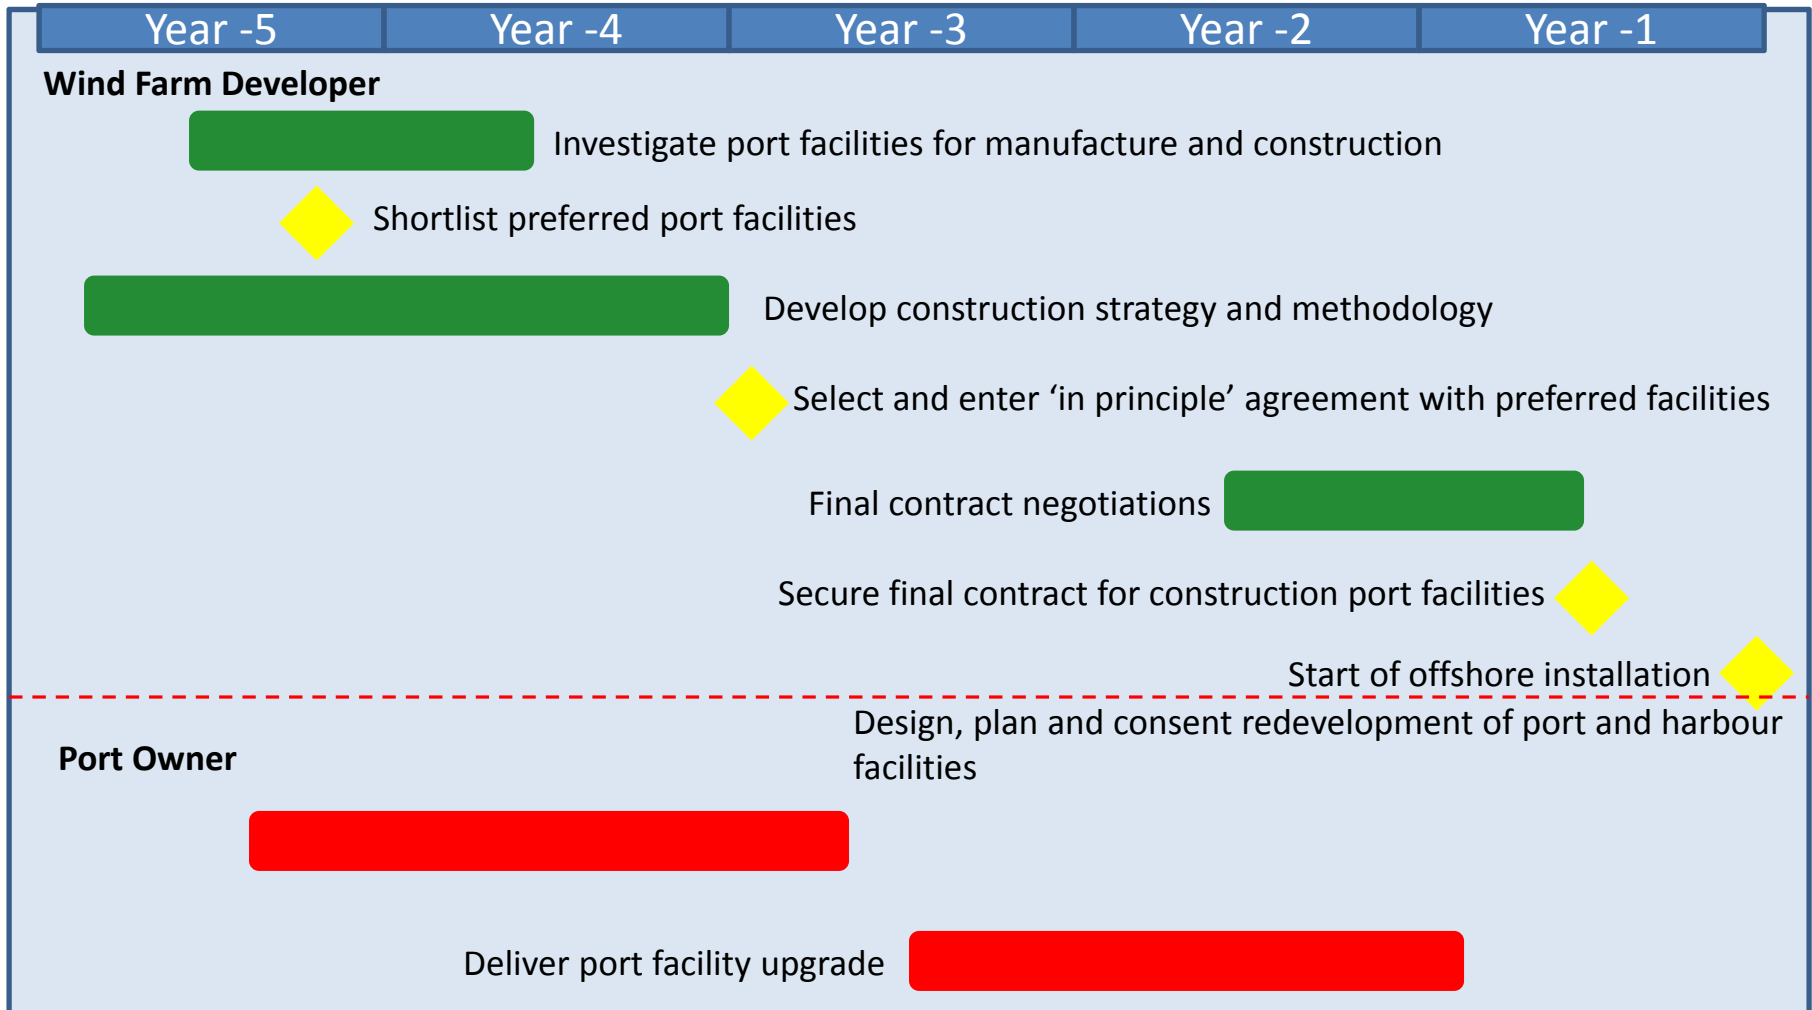 Year -5
Year -4
Year -3
Year -2
Year -1
Wind Farm Developer
Investigate port facilities for manufacture and construction
Shortlist preferred port facilities
Develop construction strategy and methodology
Select and enter ‘in principle’ agreement with preferred facilities
Final contract negotiations
Secure final contract for construction port facilities
Start of offshore installation
Design, plan and consent redevelopment of port and harbour
facilities
Port Owner
Deliver port facility upgrade